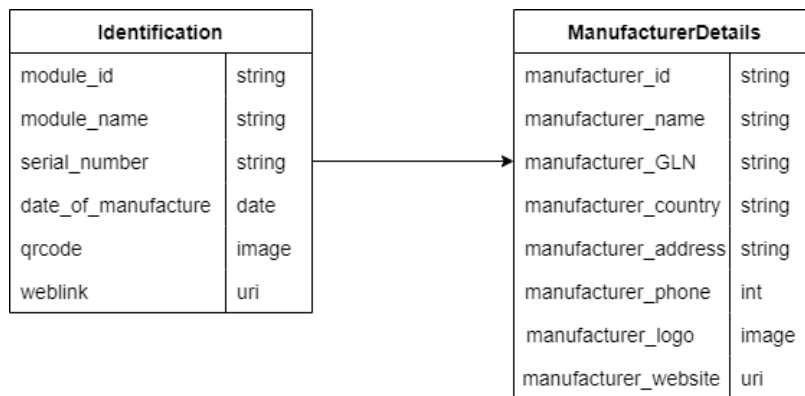 Identification
module_id string
module_name string
serial_number string
date_of_manufacture date
qrcode image
weblink uri
ManufacturerDetails
manufacturer_id string
manufacturer_name string
manufacturer_GLN string
manufacturer_country string
manufacturer_address string
manufacturer_phone int
manufacturer_logo image
manufacturer_website uri